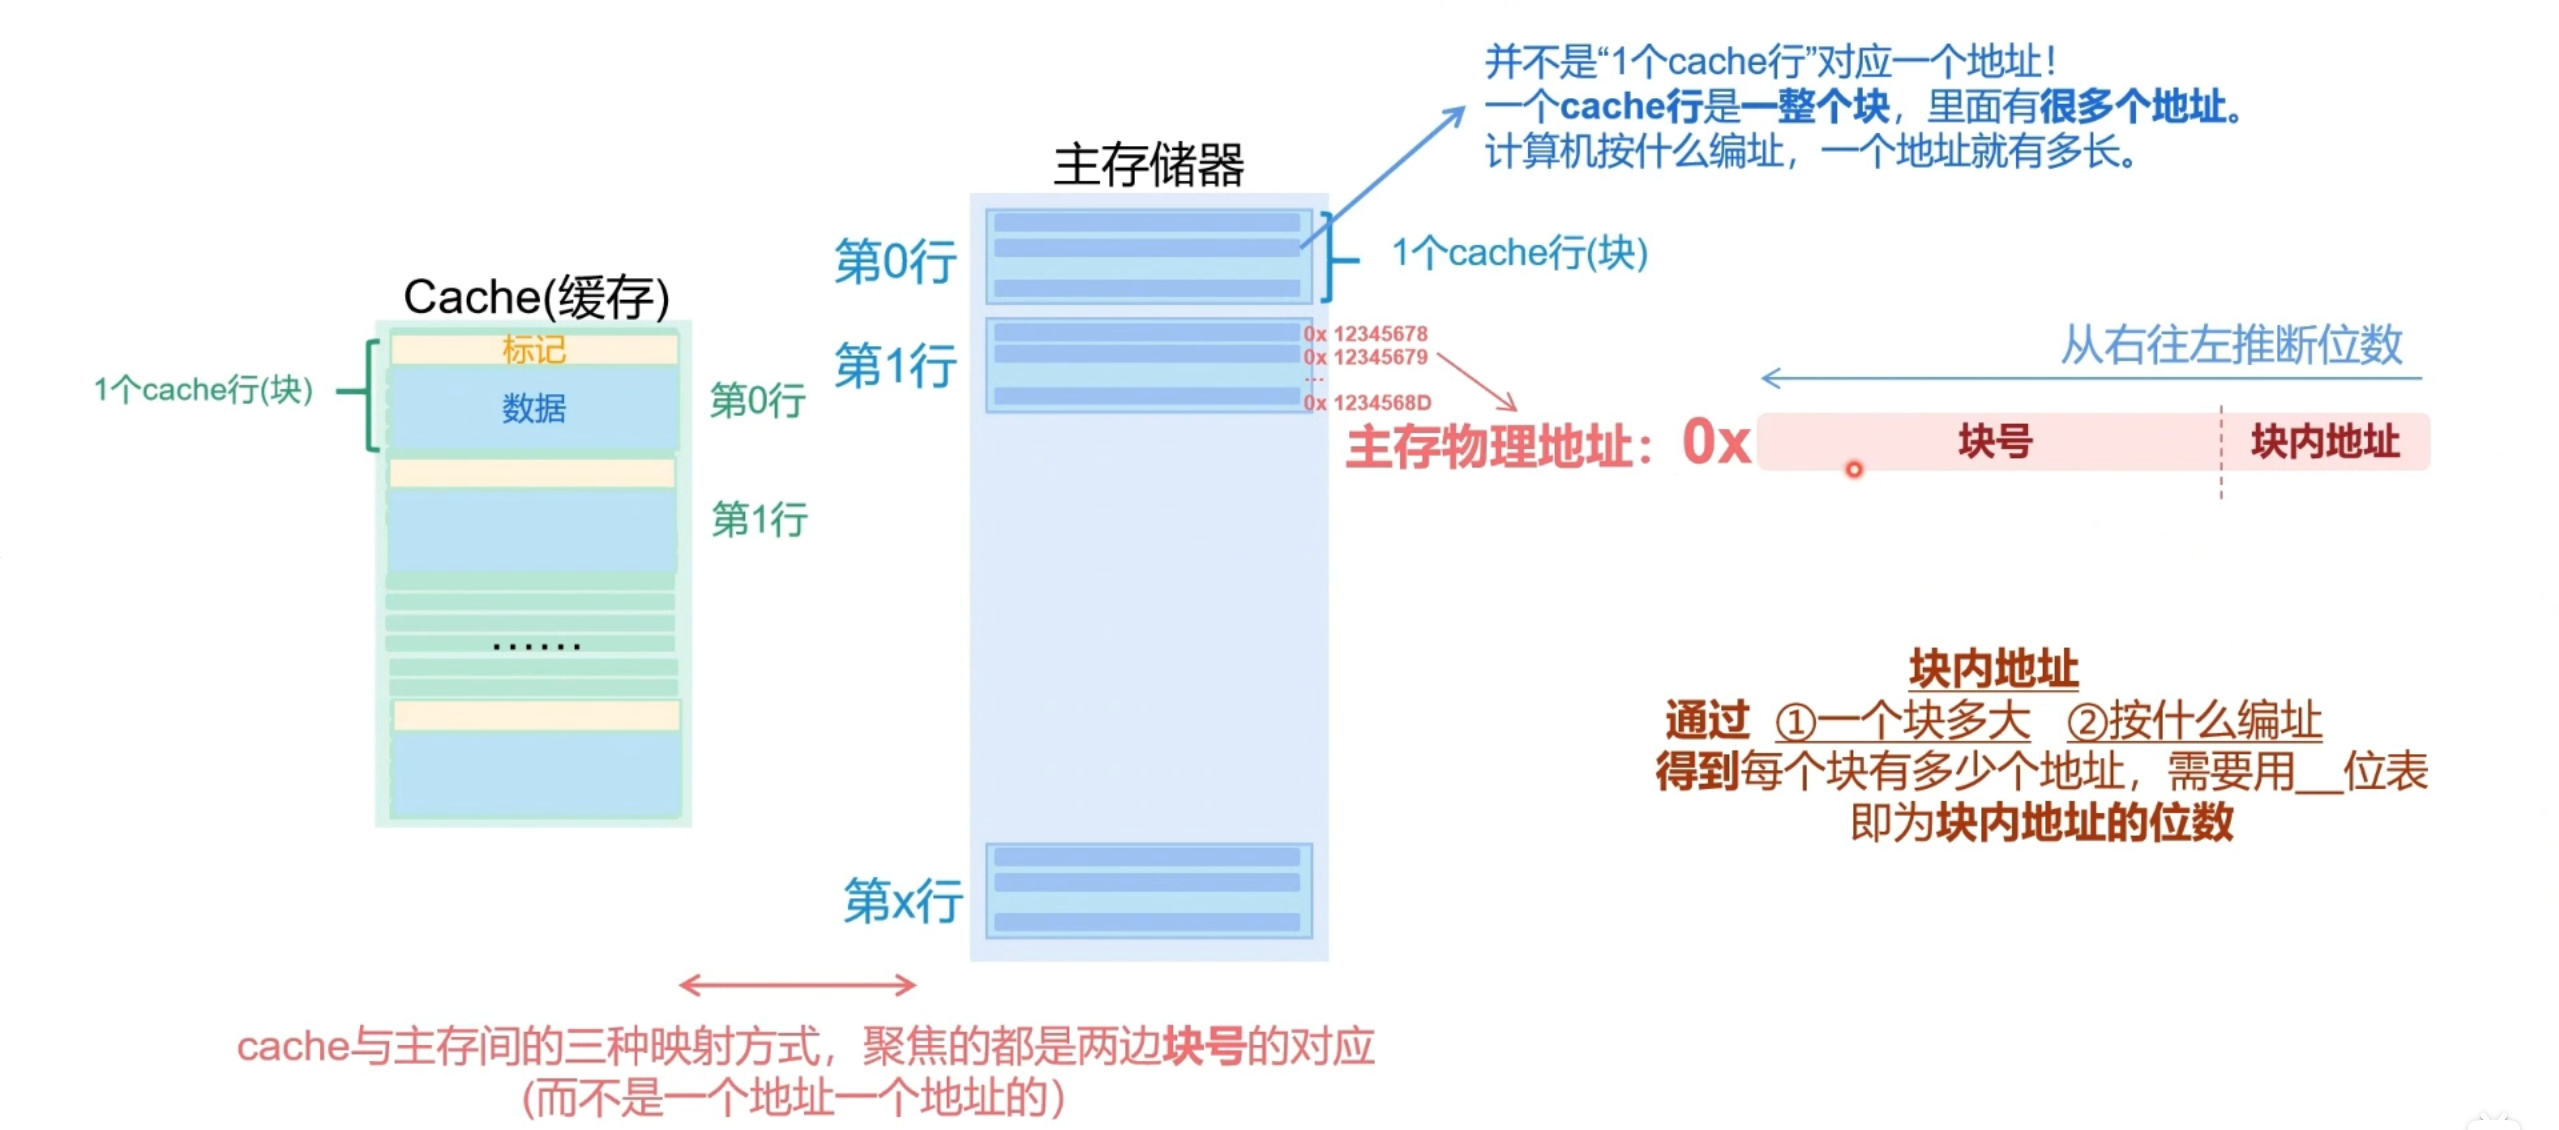 并不是“1个cache行”对应一个地址！
一个cache行是一整个块，里面有很多个地址。
计算机按什么编址，一个地址就有多长。
主存储器
第0行
1个cache行(块)
Cache(缓存)
标记
数据
1个cache行(块)
第0行
第1行
第1行
0x 12345678
0x 12345679
...
0x 1234568D
从右往左推断位数
主存物理地址：0x 块号 块内地址
......
块内地址
通过 ①一个块多大 ②按什么编址
得到每个块有多少个地址，需要用__位表
即为块内地址的位数
第x行
cache与主存间的三种映射方式，聚焦的都是两边块号的对应
(而不是一个地址一个地址的)